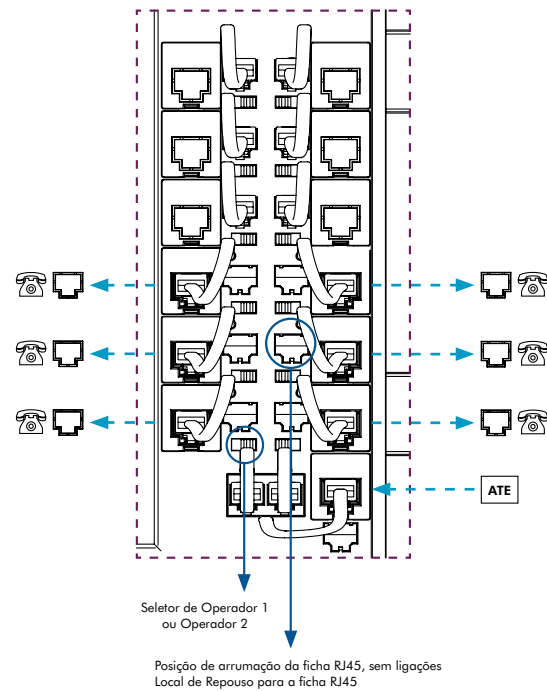 ATE
Seletor de Operador 1
ou Operador 2
Posição de arrumação da ficha RJ45, sem ligações
Local de Repouso para a ficha RJ45